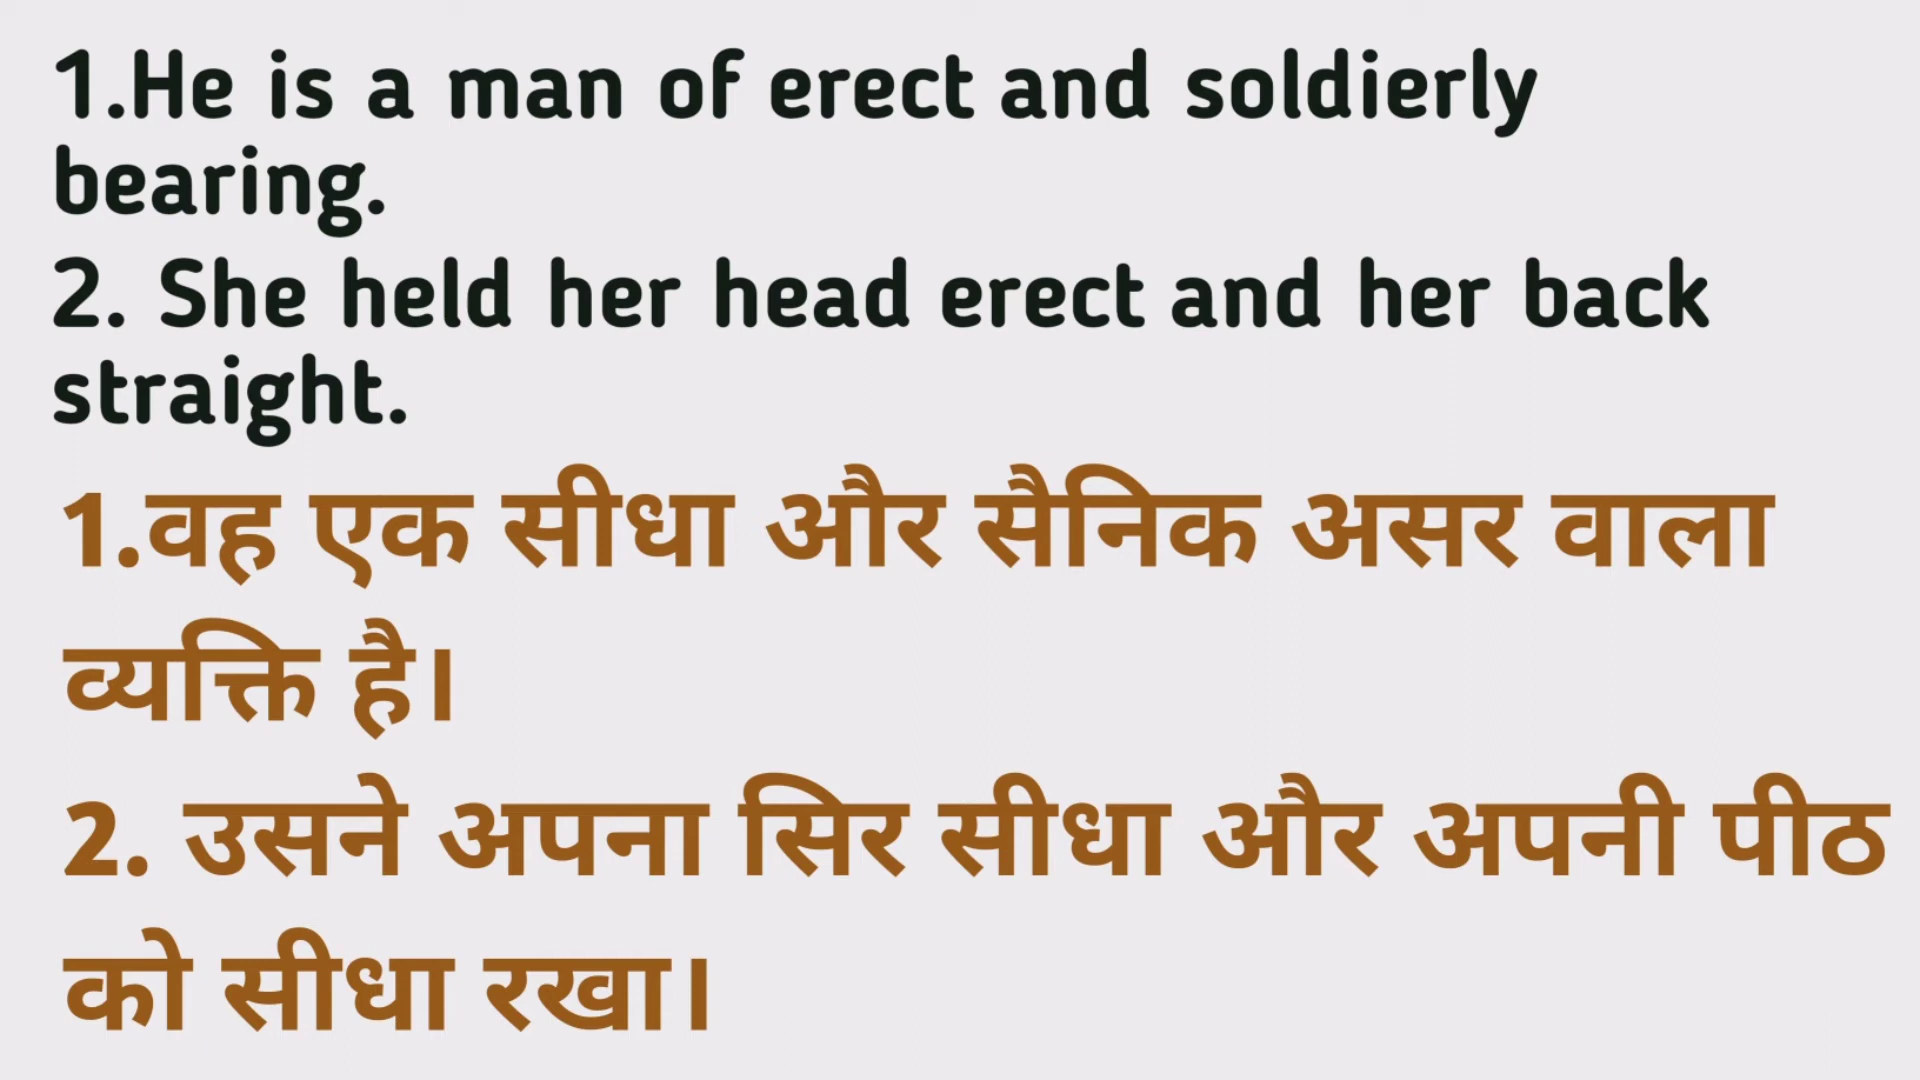 1.He is a man of erect and soldierly
bearing.
2. She held her head erect and her back
straight.
1.वह एक सीधा और सैनिक असर वाला
व्यक्ति है।
2. उसने अपना सिर सीधा और अपनी पीठ
को सीधा रखा।